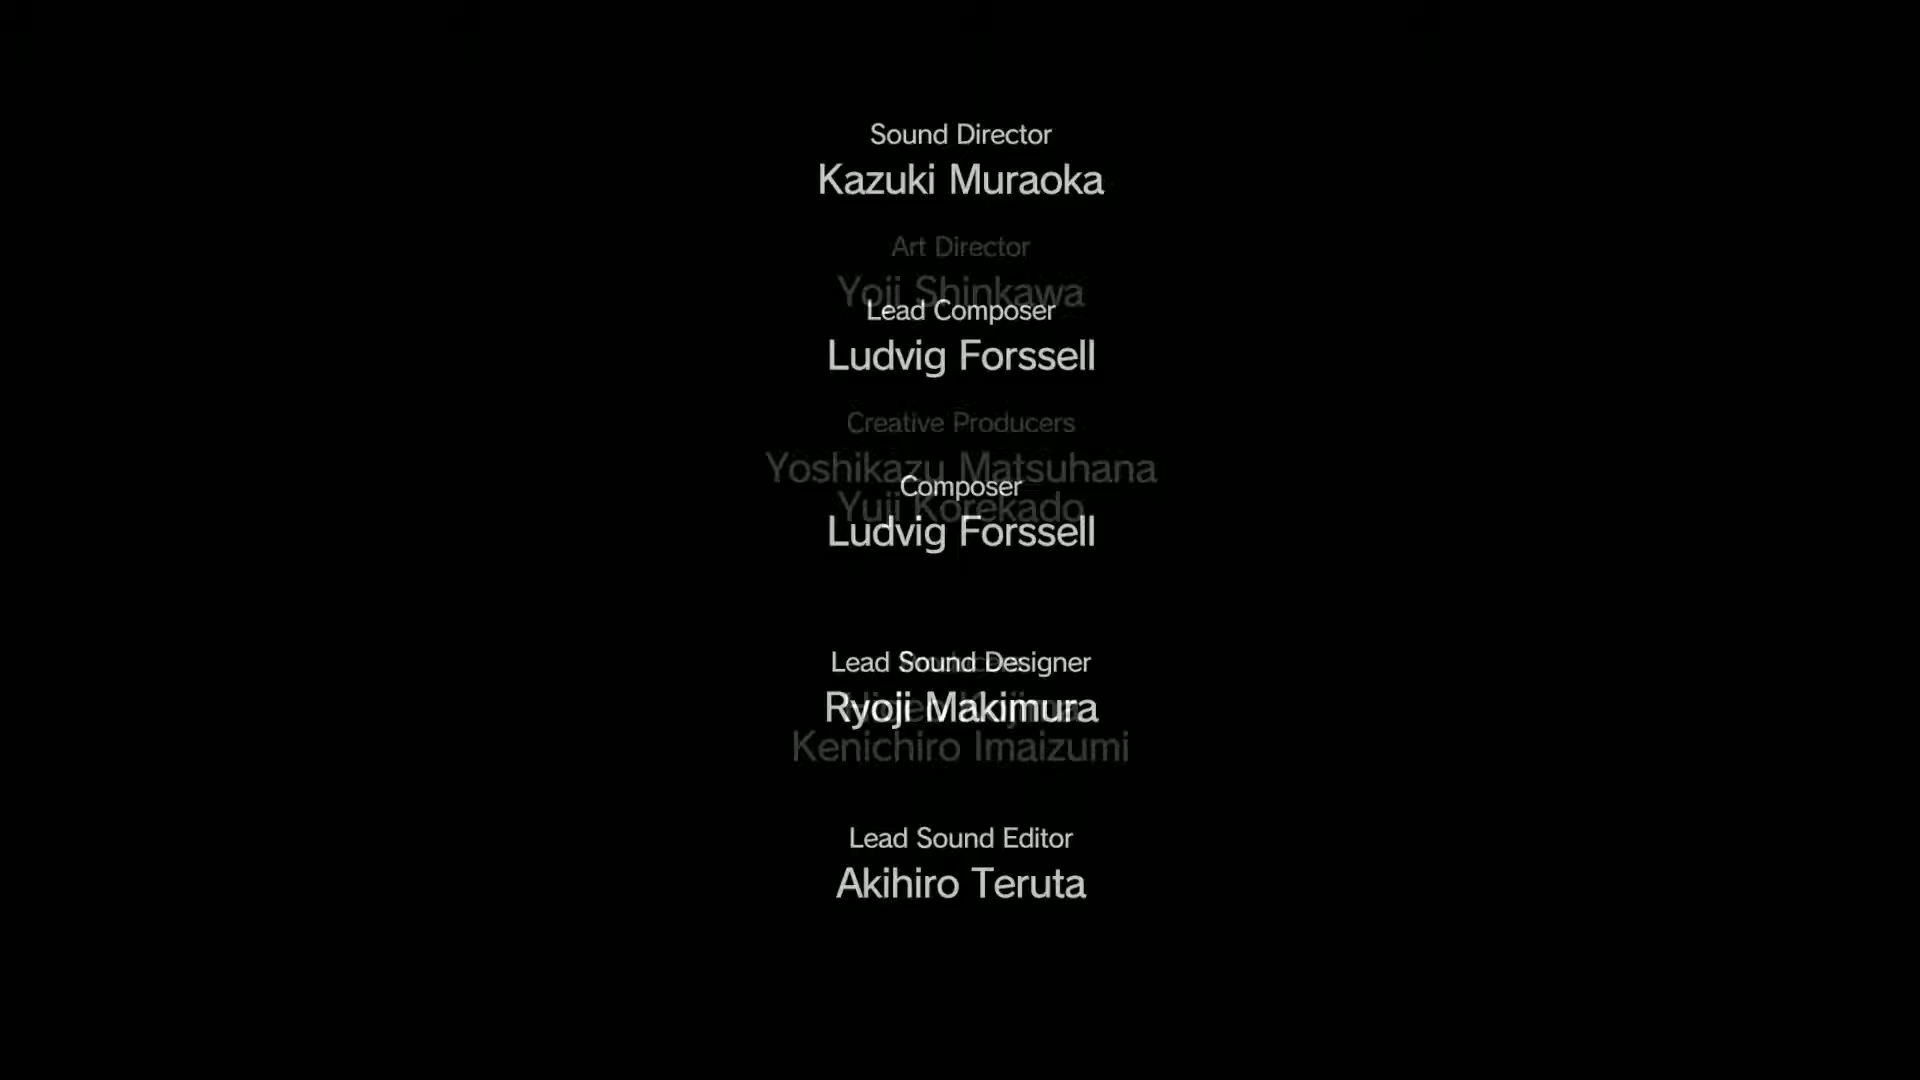 Sound Director
Kazuki Muraoka
Art Director
Yoji Shinkawa
Lead Composer
Ludvig Forssell
Creative Producers
Yoshikazu Matsuhana
Composer
Yuji Korekado
Ludvig Forssell
Lead Sound Designer
Ryoji Makimura
Kenichiro Imaizumi
Lead Sound Editor
Akihiro Teruta